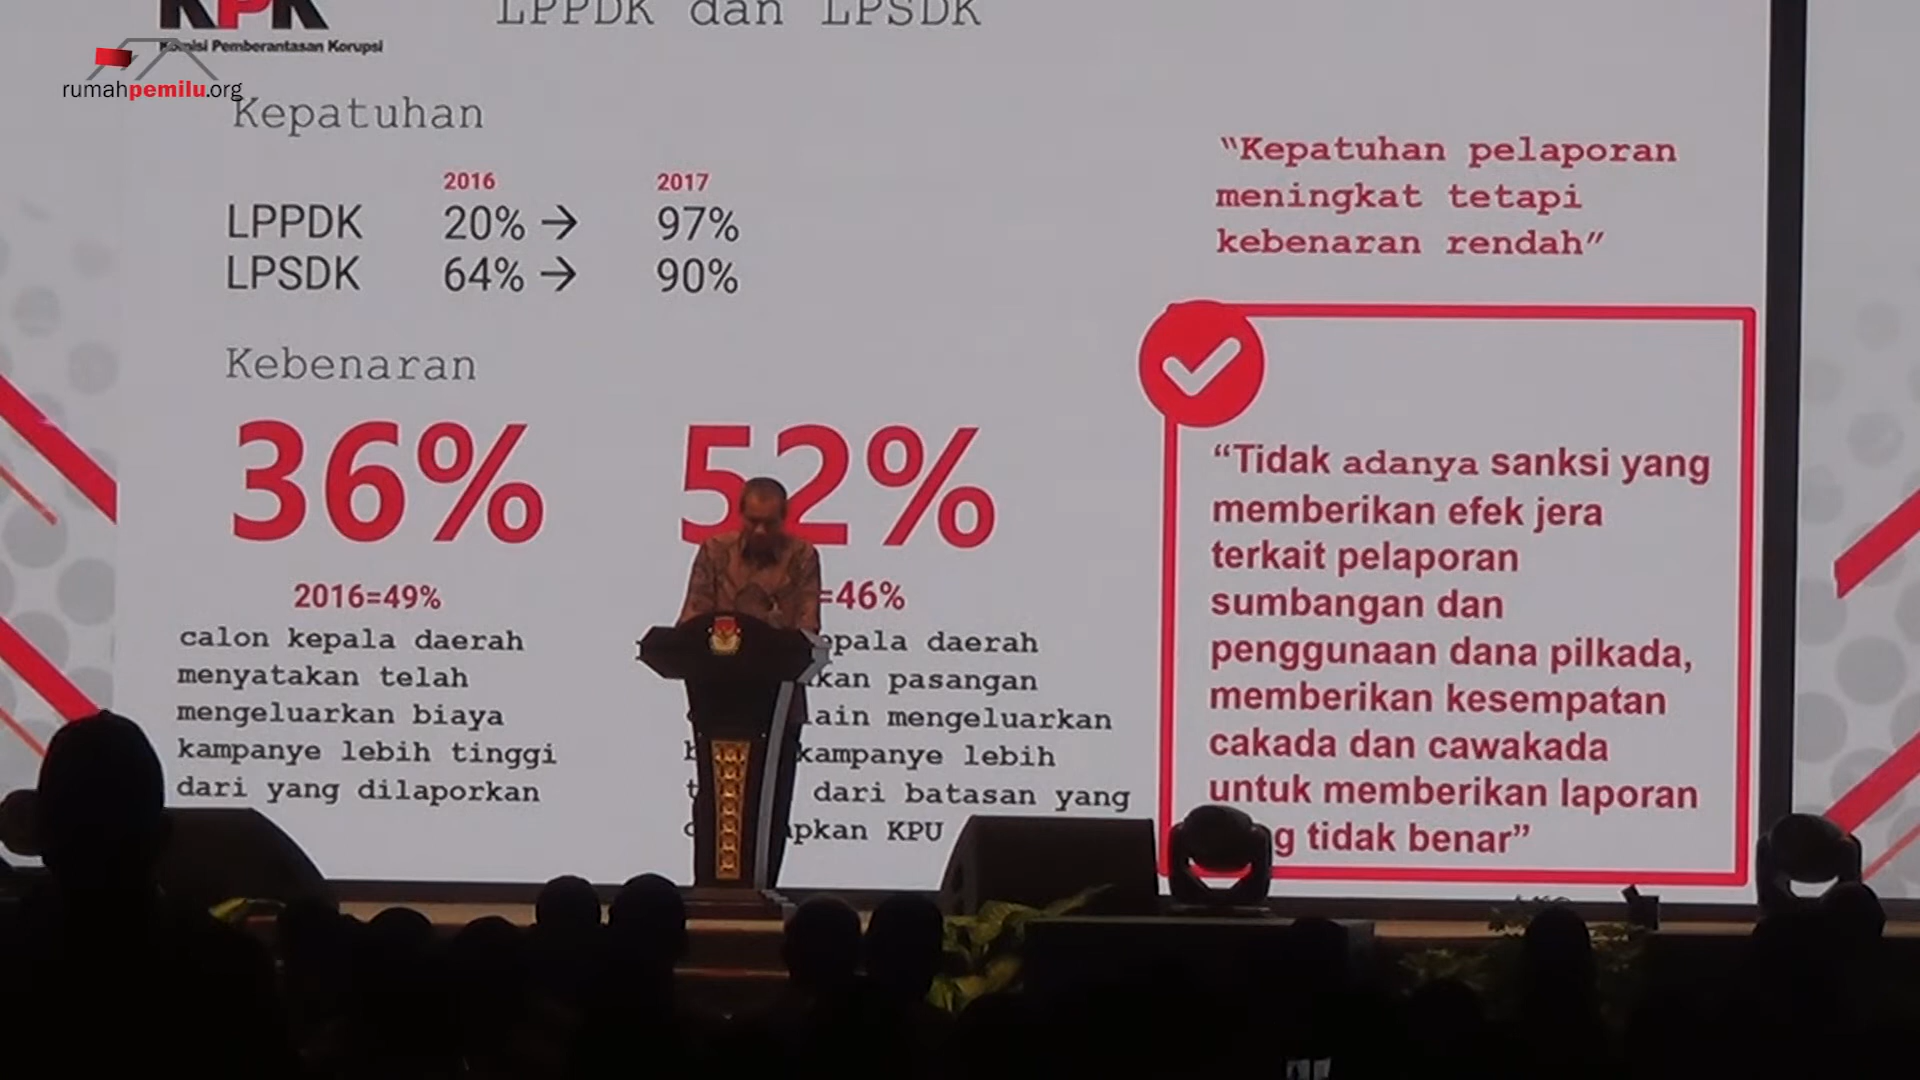 KPK
LPPDK dan LPSDK
Komisi Pemberantasan Korupsi
rumahpemilu.org
Kepatuhan
2016 2017
LPPDK 20% → 97%
LPSDK 64% → 90%
Kebenaran
36% 52%
2016=49%
=46%
calon kepala daerah
menyatakan telah
mengeluarkan biaya
kampanye lebih tinggi
dari yang dilaporkan
daerah
pasangan
mengeluarkan
kampanye lebih
dari batasan yang
KPU
“Kepatuhan pelaporan
meningkat tetapi
kebenaran rendah”
“Tidak adanya sanksi yang
memberikan efek jera
terkait pelaporan
sumbangan dan
penggunaan dana pilkada,
memberikan kesempatan
cakada dan cawakada
untuk memberikan laporan
tidak benar”